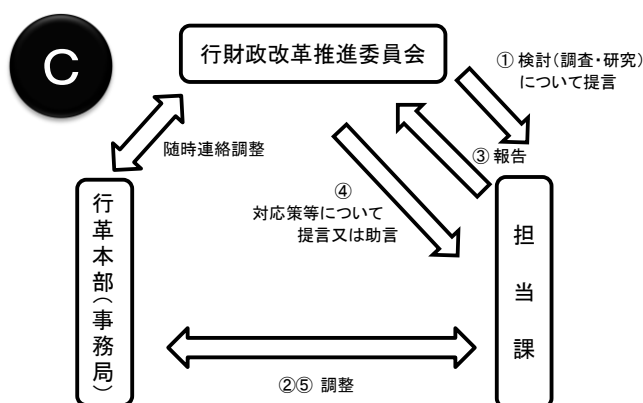 C
行財政改革推進委員会
① 検討(調査・研究)
について提言
随時連絡調整
③ 報告
④
対応策等について
提言又は助言
行革本部(事務局)
担当課
②⑤ 調整